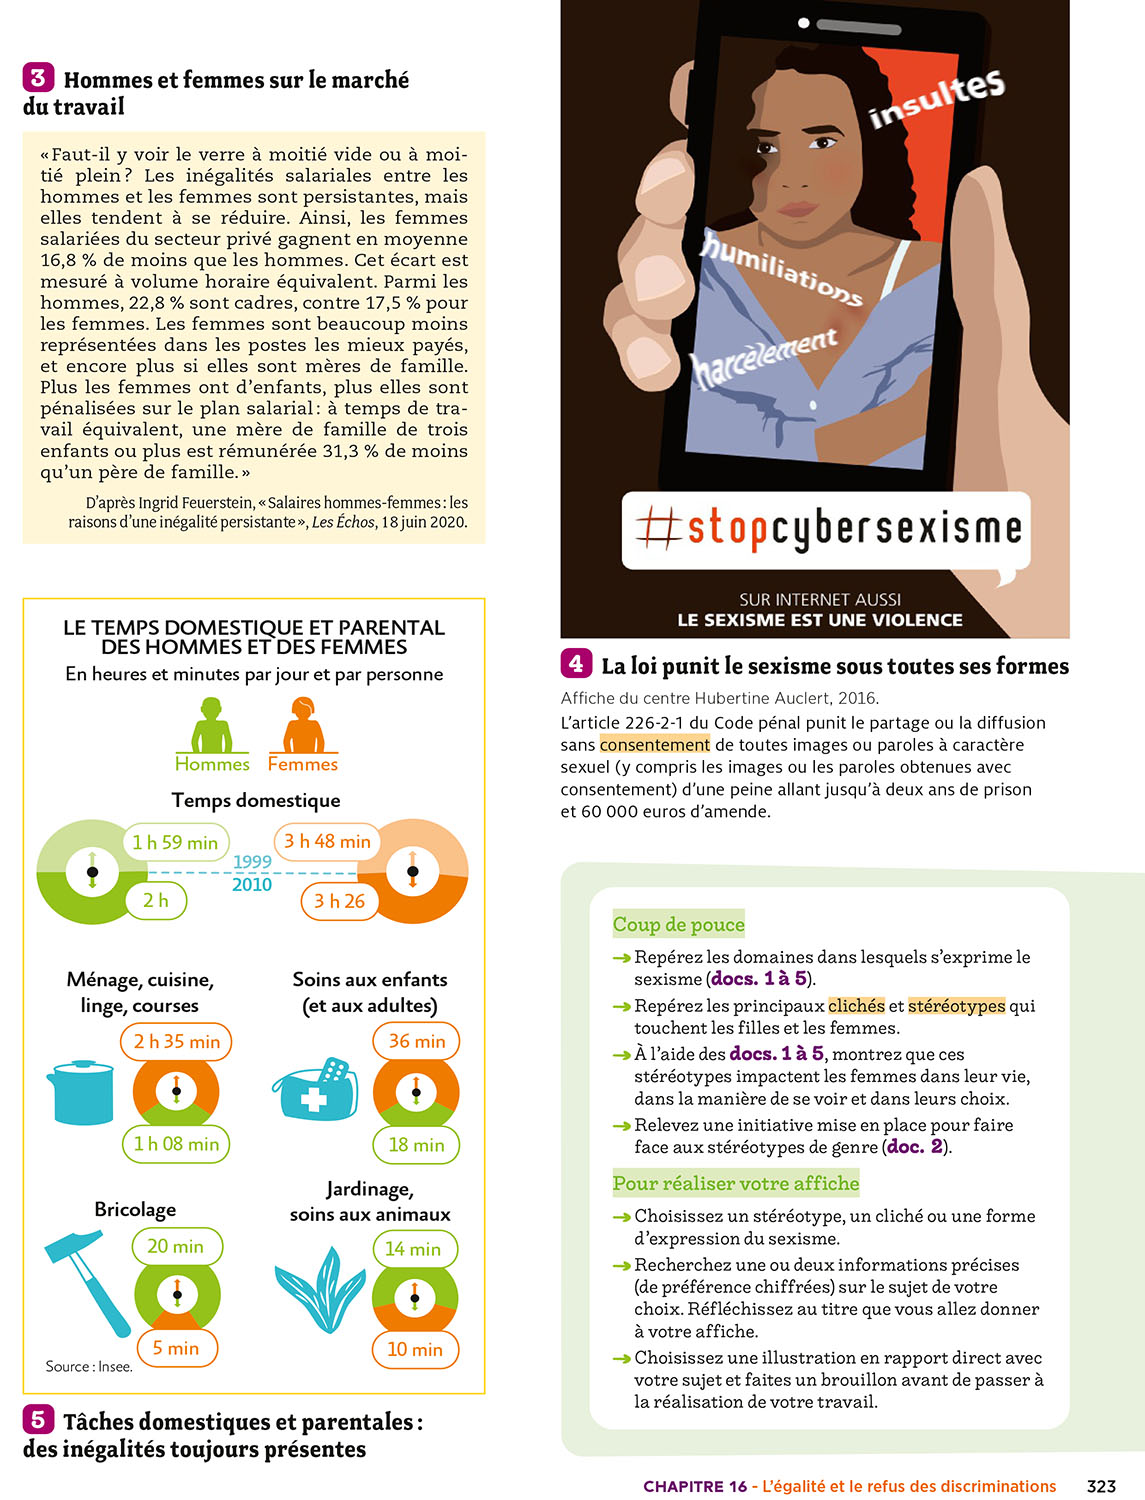 3 Hommes et femmes sur le marché
du travail
« Faut-il y voir le verre à moitié vide ou à moi-
tié plein ? Les inégalités salariales entre les
hommes et les femmes sont persistantes, mais
elles tendent à se réduire. Ainsi, les femmes
salariées du secteur privé gagnent en moyenne
16,8 % de moins que les hommes. Cet écart est
mesuré à volume horaire équivalent. Parmi les
hommes, 22,8 % sont cadres, contre 17,5 % pour
les femmes. Les femmes sont beaucoup moins
représentées dans les postes les mieux payés,
et encore plus si elles sont mères de famille.
Plus les femmes ont d'enfants, plus elles sont
pénalisées sur le plan salarial : à temps de tra-
vail équivalent, une mère de famille de trois
enfants ou plus est rémunérée 31,3 % de moins
qu'un père de famille. »
D'après Ingrid Feuerstein, « Salaires hommes-femmes : les
raisons d'une inégalité persistante », Les Échos, 18 juin 2020.
LE TEMPS DOMESTIQUE ET PARENTAL
DES HOMMES ET DES FEMMES
En heures et minutes par jour et par personne
Hommes Femmes
Temps domestique
1 h 59 min 3 h 48 min
1999
2010
2 h 3 h 26
Ménage, cuisine,
linge, courses
2 h 35 min
1 h 08 min
Soins aux enfants
(et aux adultes)
36 min
18 min
Bricolage
20 min
5 min
Jardinage,
soins aux animaux
14 min
10 min
Source : Insee.
5 Tâches domestiques et parentales :
des inégalités toujours présentes
insultes
humiliations
harcèlement
#stopcybersexisme
SUR INTERNET AUSSI
LE SEXISME EST UNE VIOLENCE
4 La loi punit le sexisme sous toutes ses formes
Affiche du centre Hubertine Auclert, 2016.
L'article 226-2-1 du Code pénal punit le partage ou la diffusion
sans consentement de toutes images ou paroles à caractère
sexuel (y compris les images ou les paroles obtenues avec
consentement) d'une peine allant jusqu'à deux ans de prison
et 60 000 euros d'amende.
Coup de pouce
→ Repérez les domaines dans lesquels s'exprime le
sexisme (docs. 1 à 5).
→ Repérez les principaux clichés et stéréotypes qui
touchent les filles et les femmes.
→ À l'aide des docs. 1 à 5, montrez que ces
stéréotypes impactent les femmes dans leur vie,
dans la manière de se voir et dans leurs choix.
→ Relevez une initiative mise en place pour faire
face aux stéréotypes de genre (doc. 2).
Pour réaliser votre affiche
→ Choisissez un stéréotype, un cliché ou une forme
d'expression du sexisme.
→ Recherchez une ou deux informations précises
(de préférence chiffrées) sur le sujet de votre
choix. Réfléchissez au titre que vous allez donner
à votre affiche.
→ Choisissez une illustration en rapport direct avec
votre sujet et faites un brouillon avant de passer à
la réalisation de votre travail.
CHAPITRE 16 - L'égalité et le refus des discriminations 323